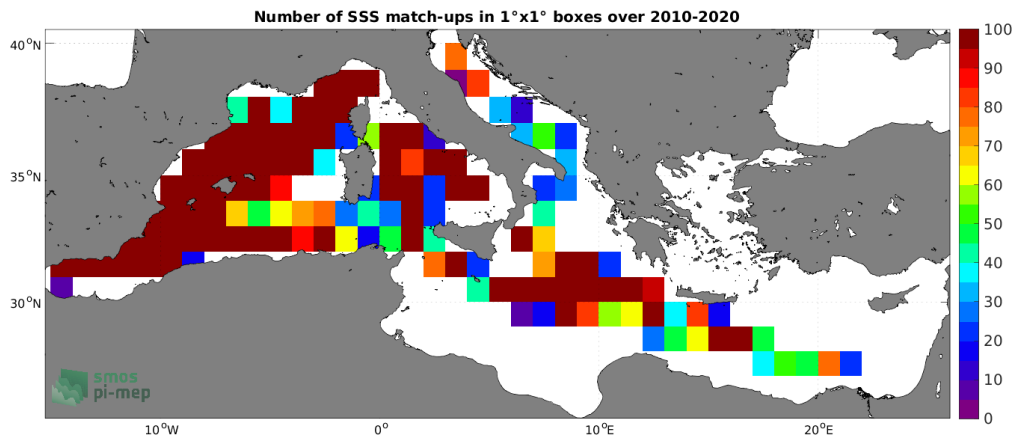 Number of SSS match-ups in 1°x1° boxes over 2010-2020
40°N
35°N
30°N
10°W
0°
10°E
20°E
100
90
80
70
60
50
40
30
20
10
0
smos
pi-mep